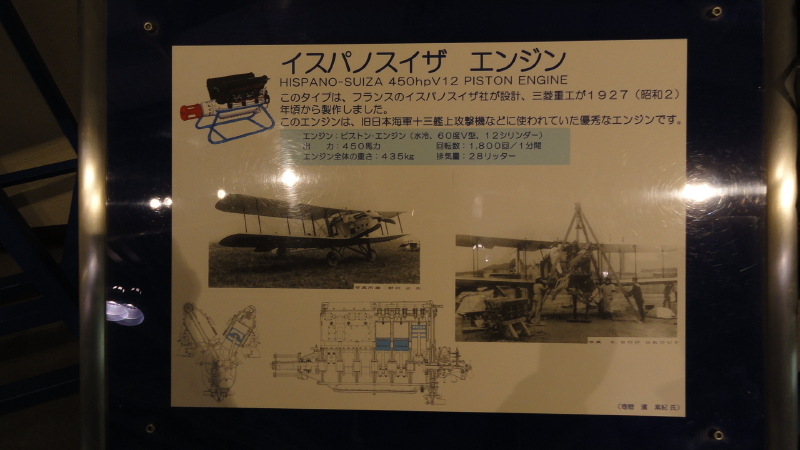 イスパノスイザ エンジン
HISPANO-SUIZA 450hpV12 PISTON ENGINE
このタイプは、フランスのイスパノスイザ社が設計、三菱重工が1927（昭和2）
年頃から製作しました。
このエンジンは、旧日本海軍十三艦上攻撃機などに使われていた優秀なエンジンです。
エンジン：ピストン・エンジン（水冷、60度V型、12シリンダー）
出 力：450馬力 回転数：1,800回／1分間
エンジン全体の重さ：435kg 排気量：28リッター